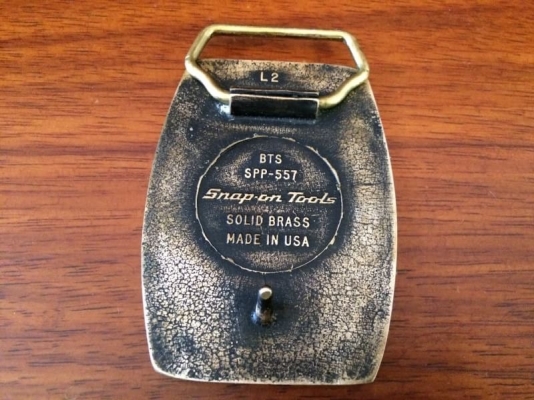 L2
BTS
SPP-557
Snap-on Tools
SOLID BRASS
MADE IN USA